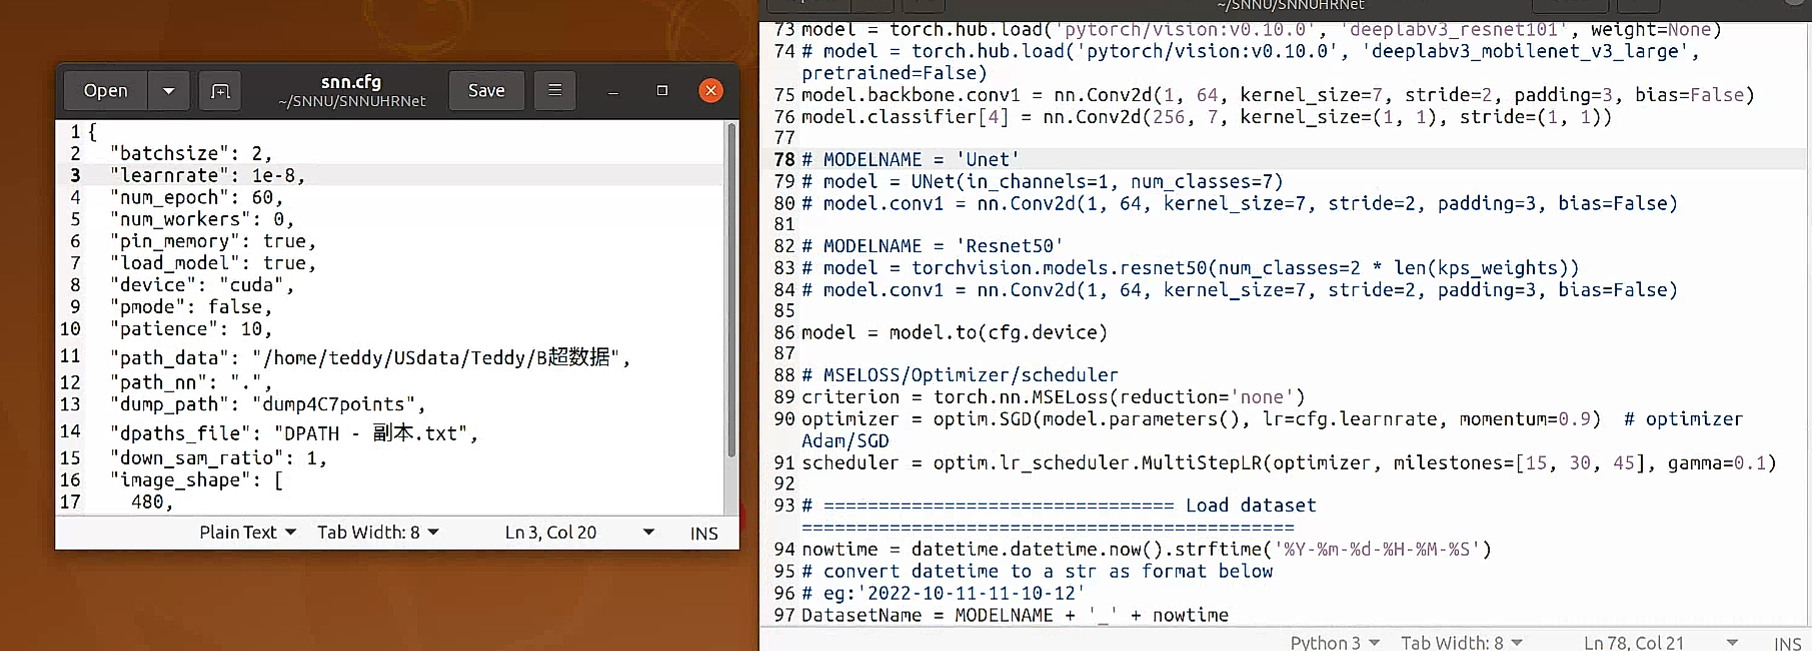 Open
snn.cfg
~/SNNU/SNNUHRNet
Save
1 {
2 "batchsize": 2,
3 "learnrate": 1e-8,
4 "num_epoch": 60,
5 "num_workers": 0,
6 "pin_memory": true,
7 "load_model": true,
8 "device": "cuda",
9 "pmode": false,
10 "patience": 10,
11 "path_data": "/home/teddy/USdata/Teddy/B超数据",
12 "path_nn": ".",
13 "dump_path": "dump4C7points",
14 "dpaths_file": "DPATH - 副本.txt",
15 "down_sam_ratio": 1,
16 "image_shape": [
17 480,
Plain Text Tab Width: 8 Ln 3, Col 20 INS
~/SNNU/SNNUHRNet
73 model = torch.hub.load('pytorch/vision:v0.10.0', 'deeplabv3_resnet101', weight=None)
74 # model = torch.hub.load('pytorch/vision:v0.10.0', 'deeplabv3_mobilenet_v3_large',
pretrained=False)
75 model.backbone.conv1 = nn.Conv2d(1, 64, kernel_size=7, stride=2, padding=3, bias=False)
76 model.classifier[4] = nn.Conv2d(256, 7, kernel_size=(1, 1), stride=(1, 1))
77
78 # MODELNAME = 'Unet'
79 # model = UNet(in_channels=1, num_classes=7)
80 # model.conv1 = nn.Conv2d(1, 64, kernel_size=7, stride=2, padding=3, bias=False)
81
82 # MODELNAME = 'Resnet50'
83 # model = torchvision.models.resnet50(num_classes=2 * len(kps_weights))
84 # model.conv1 = nn.Conv2d(1, 64, kernel_size=7, stride=2, padding=3, bias=False)
85
86 model = model.to(cfg.device)
87
88 # MSELOSS/Optimizer/scheduler
89 criterion = torch.nn.MSELoss(reduction='none')
90 optimizer = optim.SGD(model.parameters(), lr=cfg.learnrate, momentum=0.9)  # optimizer
Adam/SGD
91 scheduler = optim.lr_scheduler.MultiStepLR(optimizer, milestones=[15, 30, 45], gamma=0.1)
92
93 # ================================ Load dataset
=============================================
94 nowtime = datetime.datetime.now().strftime('%Y-%m-%d-%H-%M-%S')
95 # convert datetime to a str as format below
96 # eg:'2022-10-11-11-10-12'
97 DatasetName = MODELNAME + '_' + nowtime
Python 3 Tab Width: 8 Ln 78, Col 21 INS